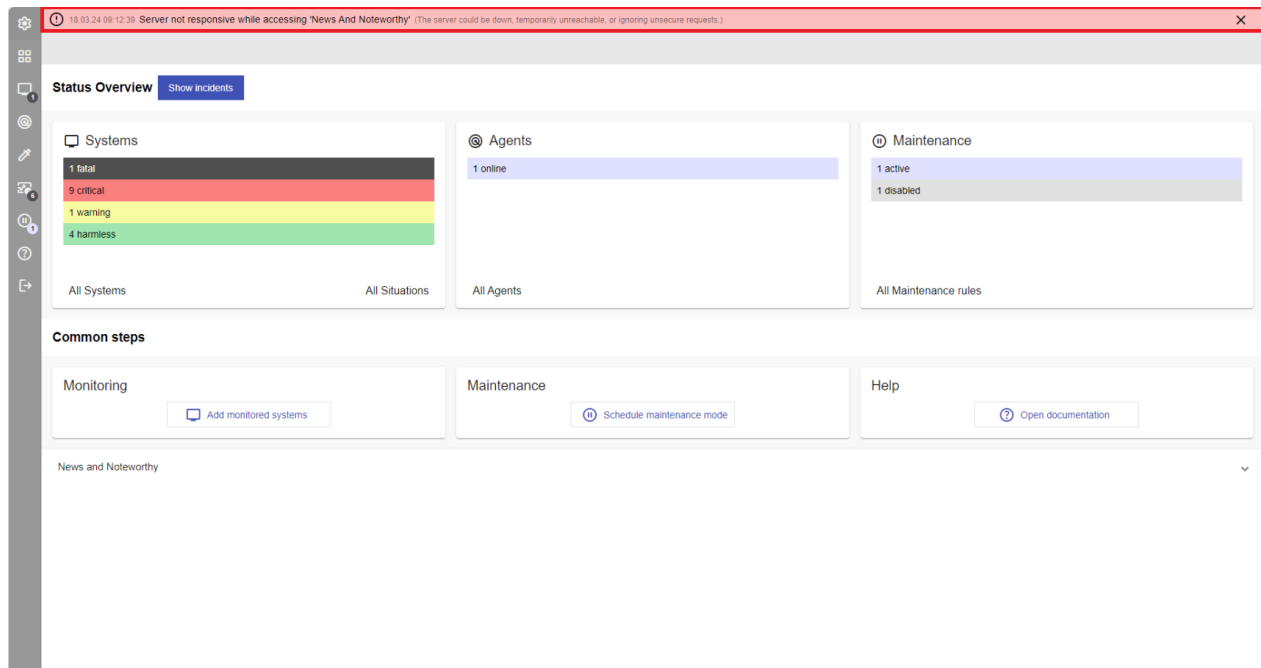 18.03.24 09:12:39 Server not responsive while accessing 'News And Noteworthy' (The server could be down, temporarily unreachable, or ignoring unsecure requests.)
Status Overview Show incidents
1
6
1
Systems
1 fatal
9 critical
1 warning
4 harmless
All Systems All Situations
Agents
1 online
All Agents
Maintenance
1 active
1 disabled
All Maintenance rules
Common steps
Monitoring
Add monitored systems
Maintenance
Schedule maintenance mode
Help
Open documentation
News and Noteworthy